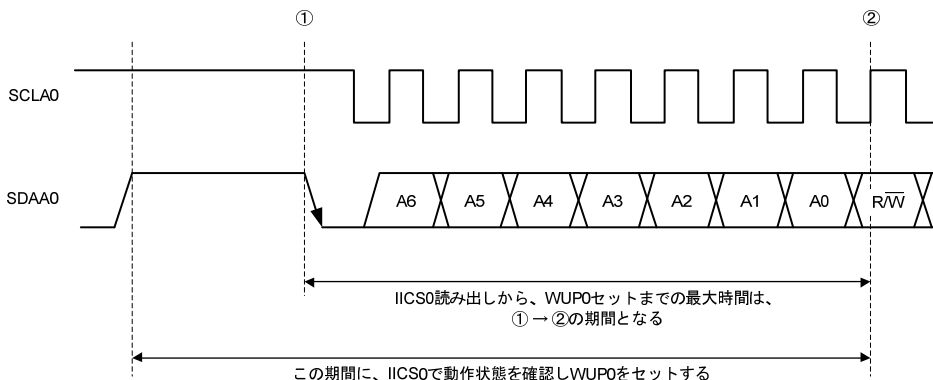 ① ②
SCLA0
SDAA0 A6 A5 A4 A3 A2 A1 A0 R/W
IICS0読み出しから、WUP0セットまでの最大時間は、
① → ②の期間となる
この期間に、IICS0で動作状態を確認しWUP0をセットする